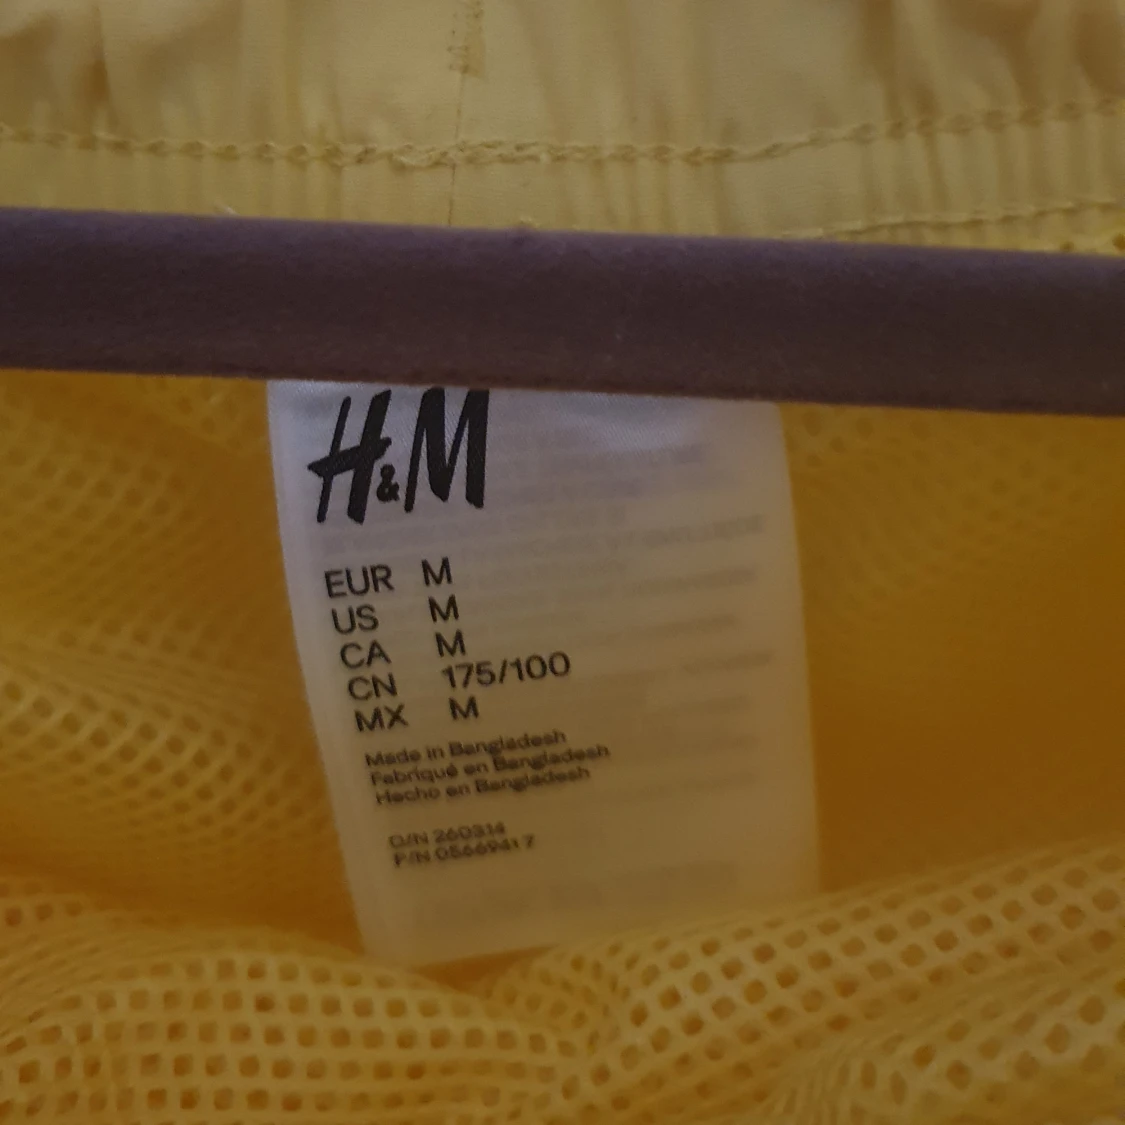 H&M
EUR M
US M
CA M
CN 175/100
MX M
Made in Bangladesh
Fabriqué en Bangladesh
Hecho en Bangladesh
O/N 260314